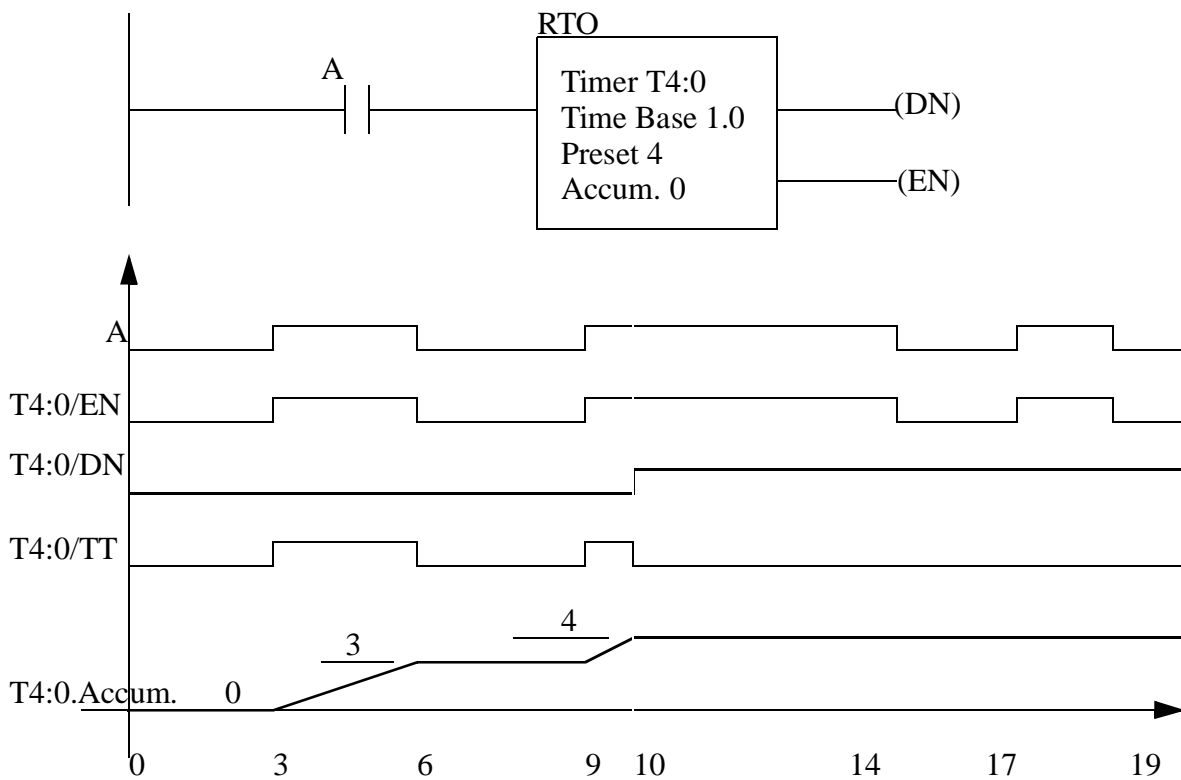 RTO
A
Timer T4:0
Time Base 1.0
Preset 4
Accum. 0
(DN)
(EN)
A
T4:0/EN
T4:0/DN
T4:0/TT
3
4
T4:0.Accum. 0
0 3 6 9 10 14 17 19